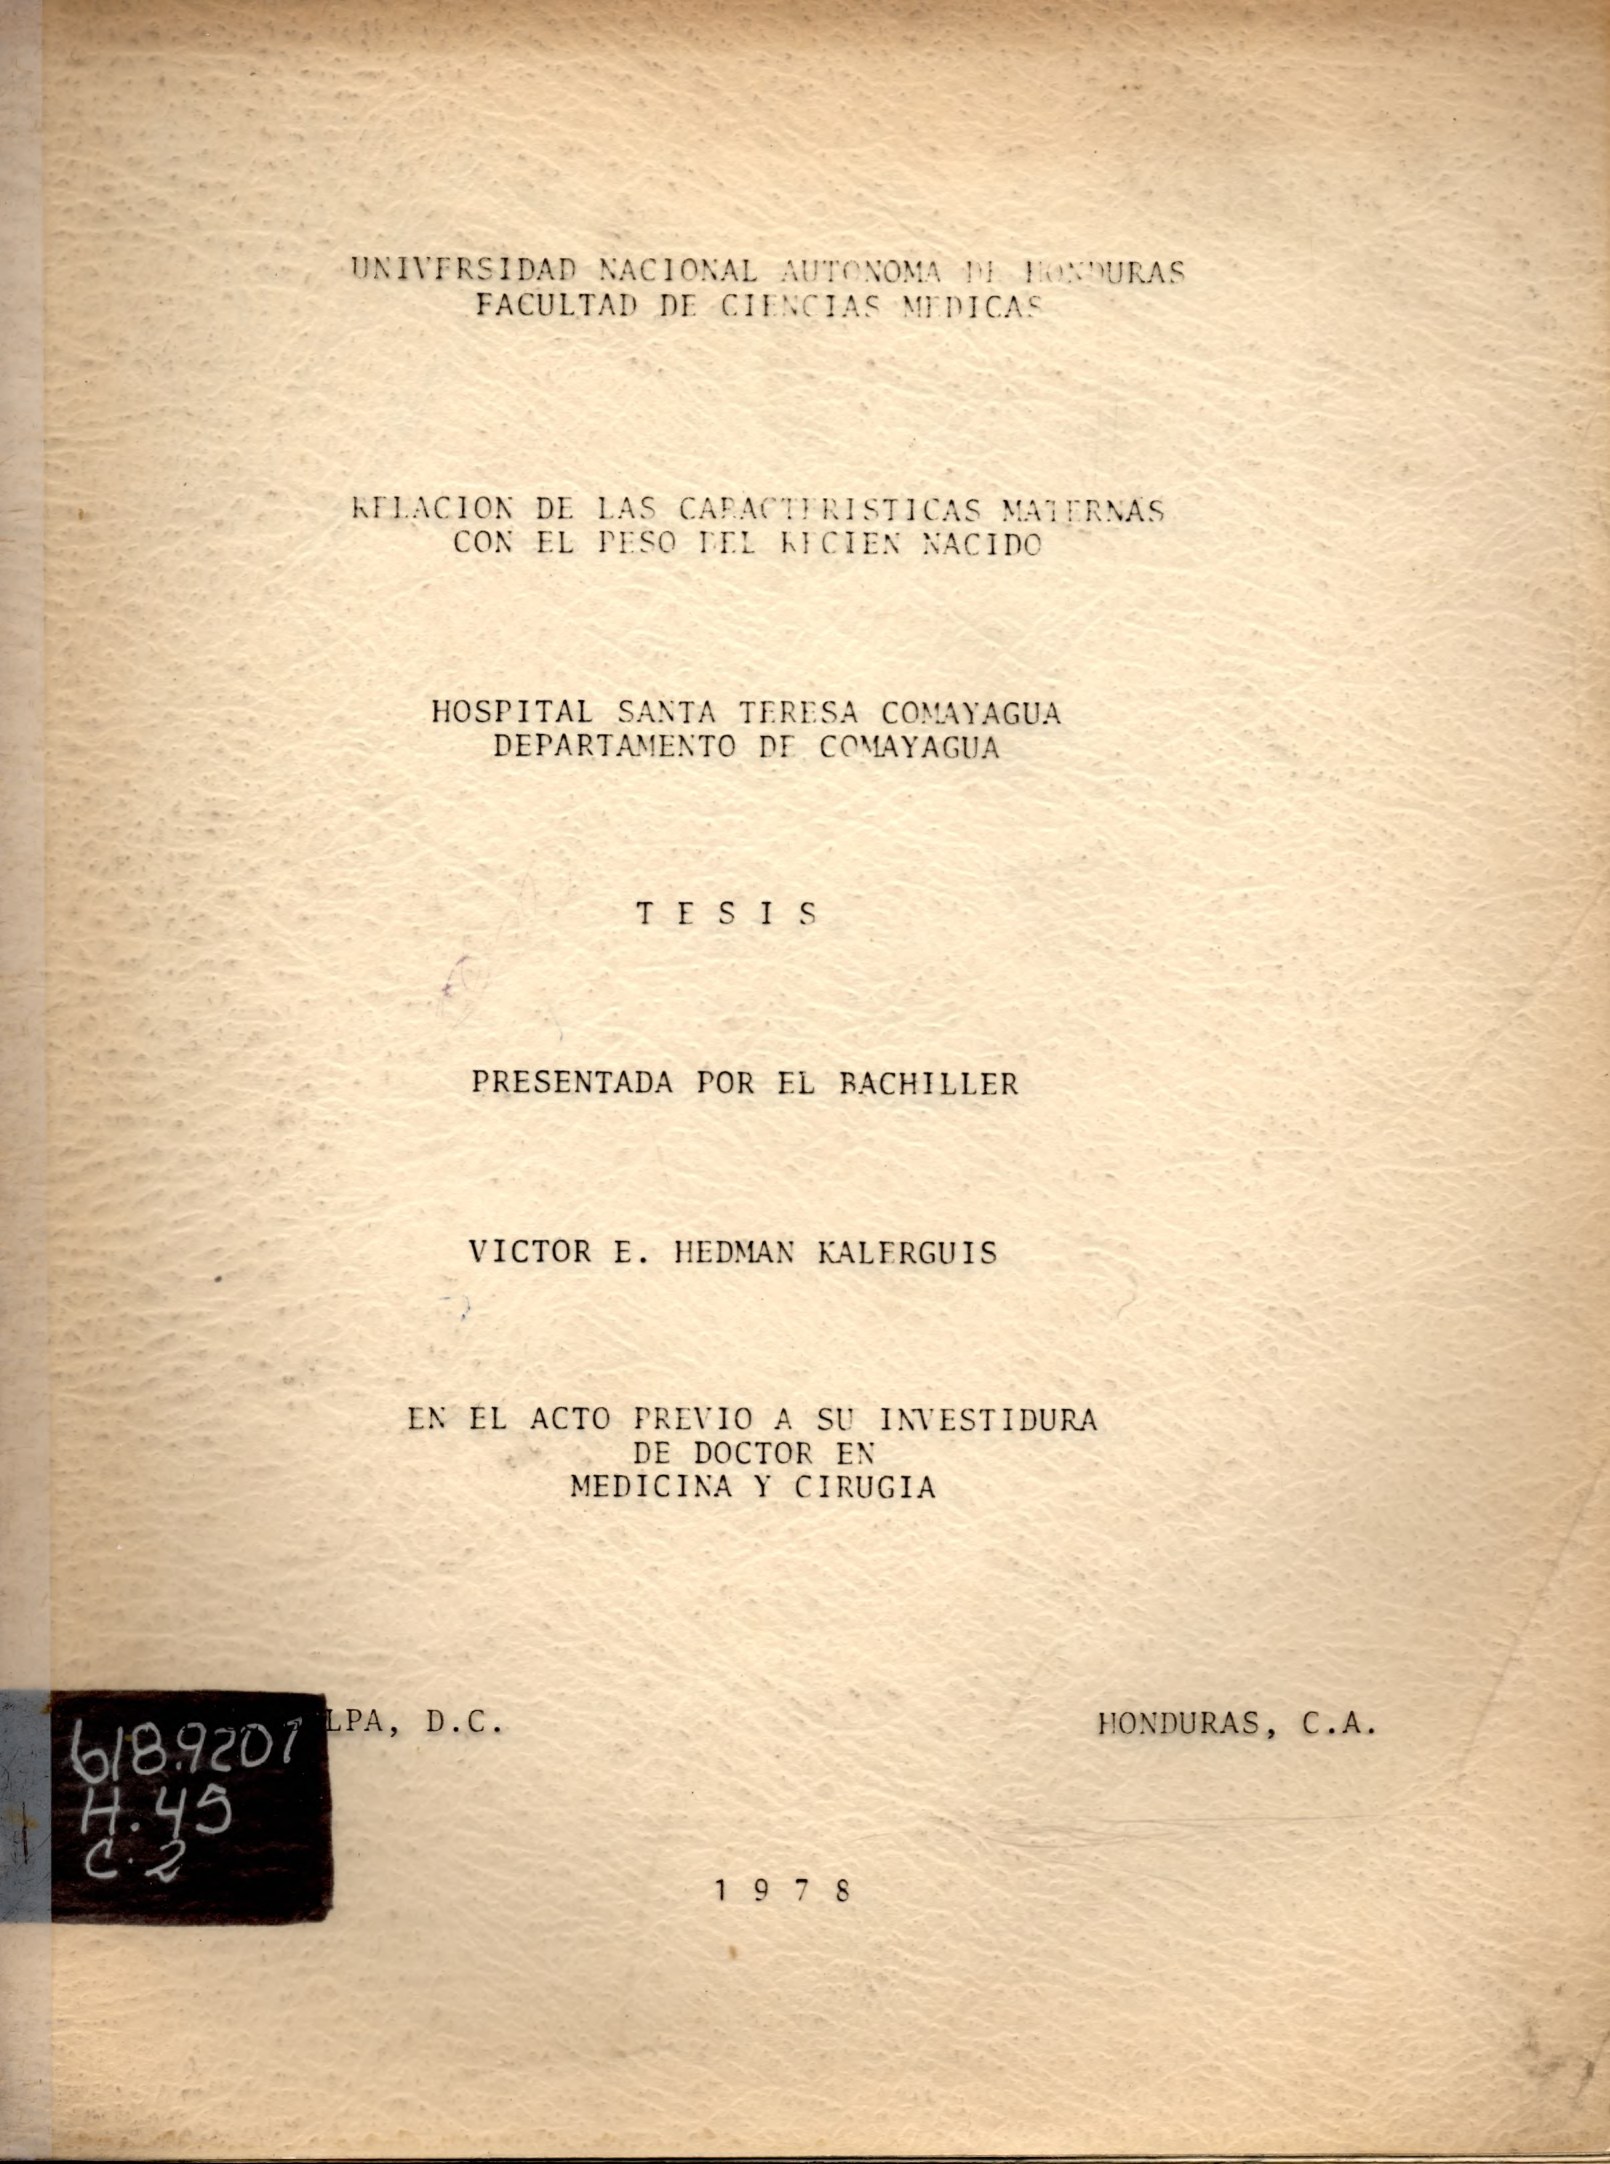 UNIVERSIDAD NACIONAL AUTONOMA DE HONDURAS
FACULTAD DE CIENCIAS MEDICAS
RELACION DE LAS CARACTERISTICAS MATERNAS
CON EL PESO DEL RECIEN NACIDO
HOSPITAL SANTA TERESA COMAYAGUA
DEPARTAMENTO DE COMAYAGUA
T E S I S
PRESENTADA POR EL BACHILLER
VICTOR E. HEDMAN KALERGUIS
EN EL ACTO PREVIO A SU INVESTIDURA
DE DOCTOR EN
MEDICINA Y CIRUGIA
LPA, D.C. HONDURAS, C.A.
618.9201
H.45
C.2
1 9 7 8